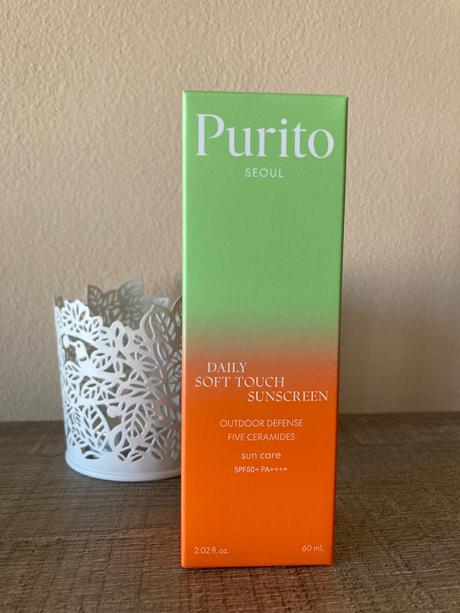 Purito
SEOUL
DAILY
SOFT TOUCH
SUNSCREEN
OUTDOOR DEFENSE
FIVE CERAMIDES
sun care
SPF50+ PA++++
2.02 fl. oz. 60 mL